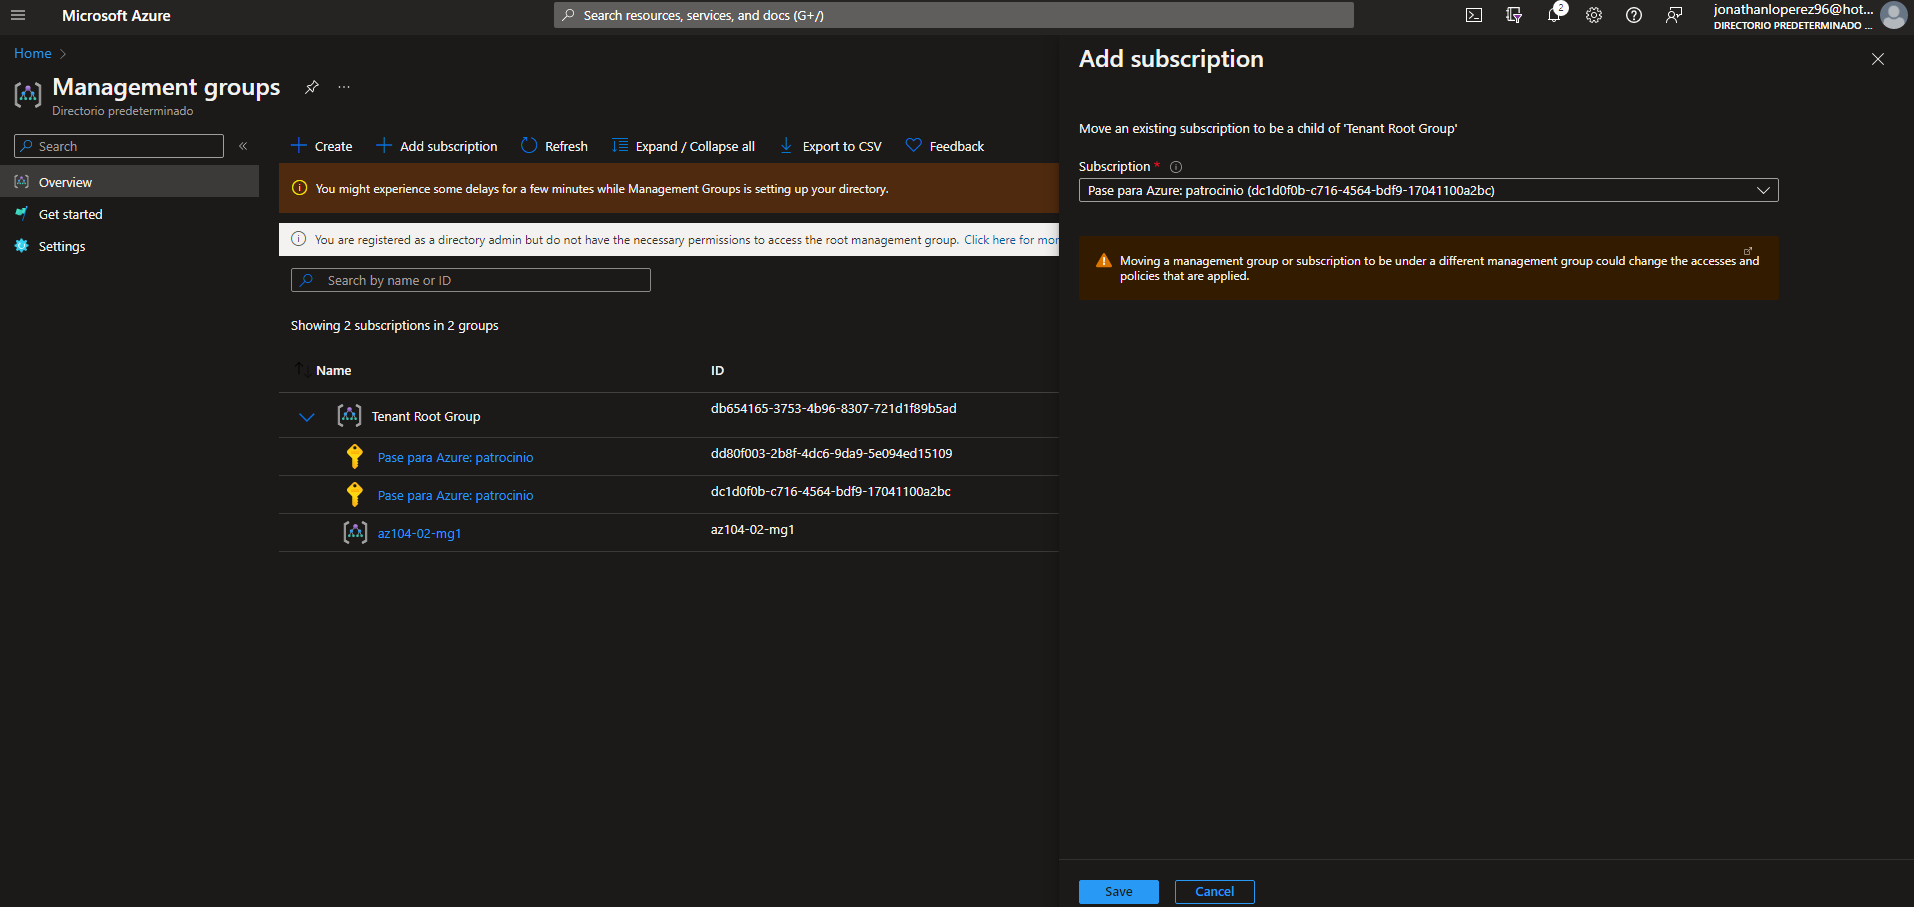 Microsoft Azure
Search resources, services, and docs (G+/)
2
jonathanloperez96@hot...
DIRECTORIO PREDETERMINADO ...
Home
Management groups
...
Directorio predeterminado
Search
«
Overview
Get started
Settings
Create
Add subscription
Refresh
Expand / Collapse all
Export to CSV
Feedback
You might experience some delays for a few minutes while Management Groups is setting up your directory.
You are registered as a directory admin but do not have the necessary permissions to access the root management group. Click here for mor
Search by name or ID
Showing 2 subscriptions in 2 groups
Name ID
Tenant Root Group db654165-3753-4b96-8307-721d1f89b5ad
Pase para Azure: patrocinio dd80f003-2b8f-4dc6-9da9-5e094ed15109
Pase para Azure: patrocinio dc1d0f0b-c716-4564-bdf9-17041100a2bc
az104-02-mg1 az104-02-mg1
Add subscription
Move an existing subscription to be a child of 'Tenant Root Group'
Subscription *
Pase para Azure: patrocinio (dc1d0f0b-c716-4564-bdf9-17041100a2bc)
Moving a management group or subscription to be under a different management group could change the accesses and
policies that are applied.
Save
Cancel